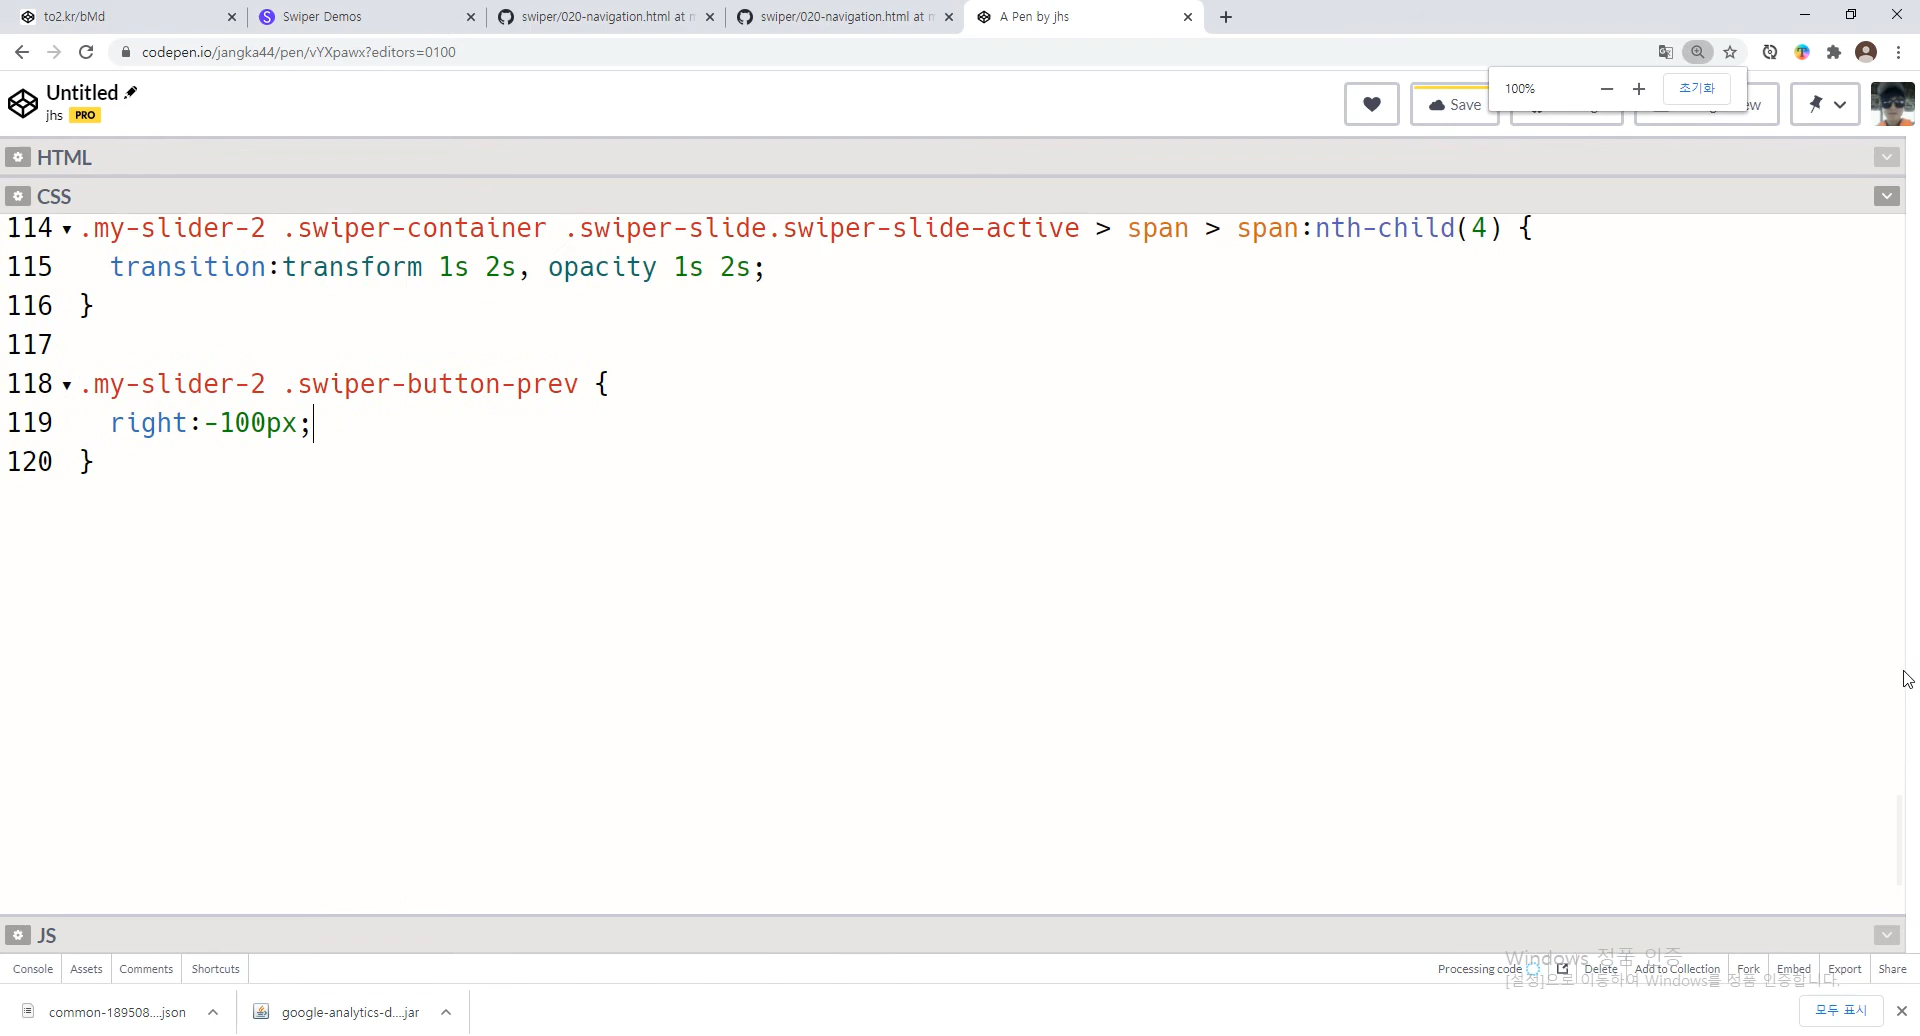 to2.kr/bMd
Swiper Demos
swiper/020-navigation.html at m
swiper/020-navigation.html at m
A Pen by jhs
codepen.io/jangka44/pen/vYXpawx?editors=0100
100%
초기화
Untitled
jhs PRO
Save
ew
HTML
CSS
114 .my-slider-2 .swiper-container .swiper-slide.swiper-slide-active > span > span:nth-child(4) {
115 transition:transform 1s 2s, opacity 1s 2s;
116 }
117
118 .my-slider-2 .swiper-button-prev {
119 right:-100px;
120 }
JS
Windows 정품 인증
[설정]으로 이동하여 Windows를 정품 인증합니다.
Console Assets Comments Shortcuts
Processing code Delete Add to Collection Fork Embed Export Share
common-189508....json
google-analytics-d....jar
모두 표시